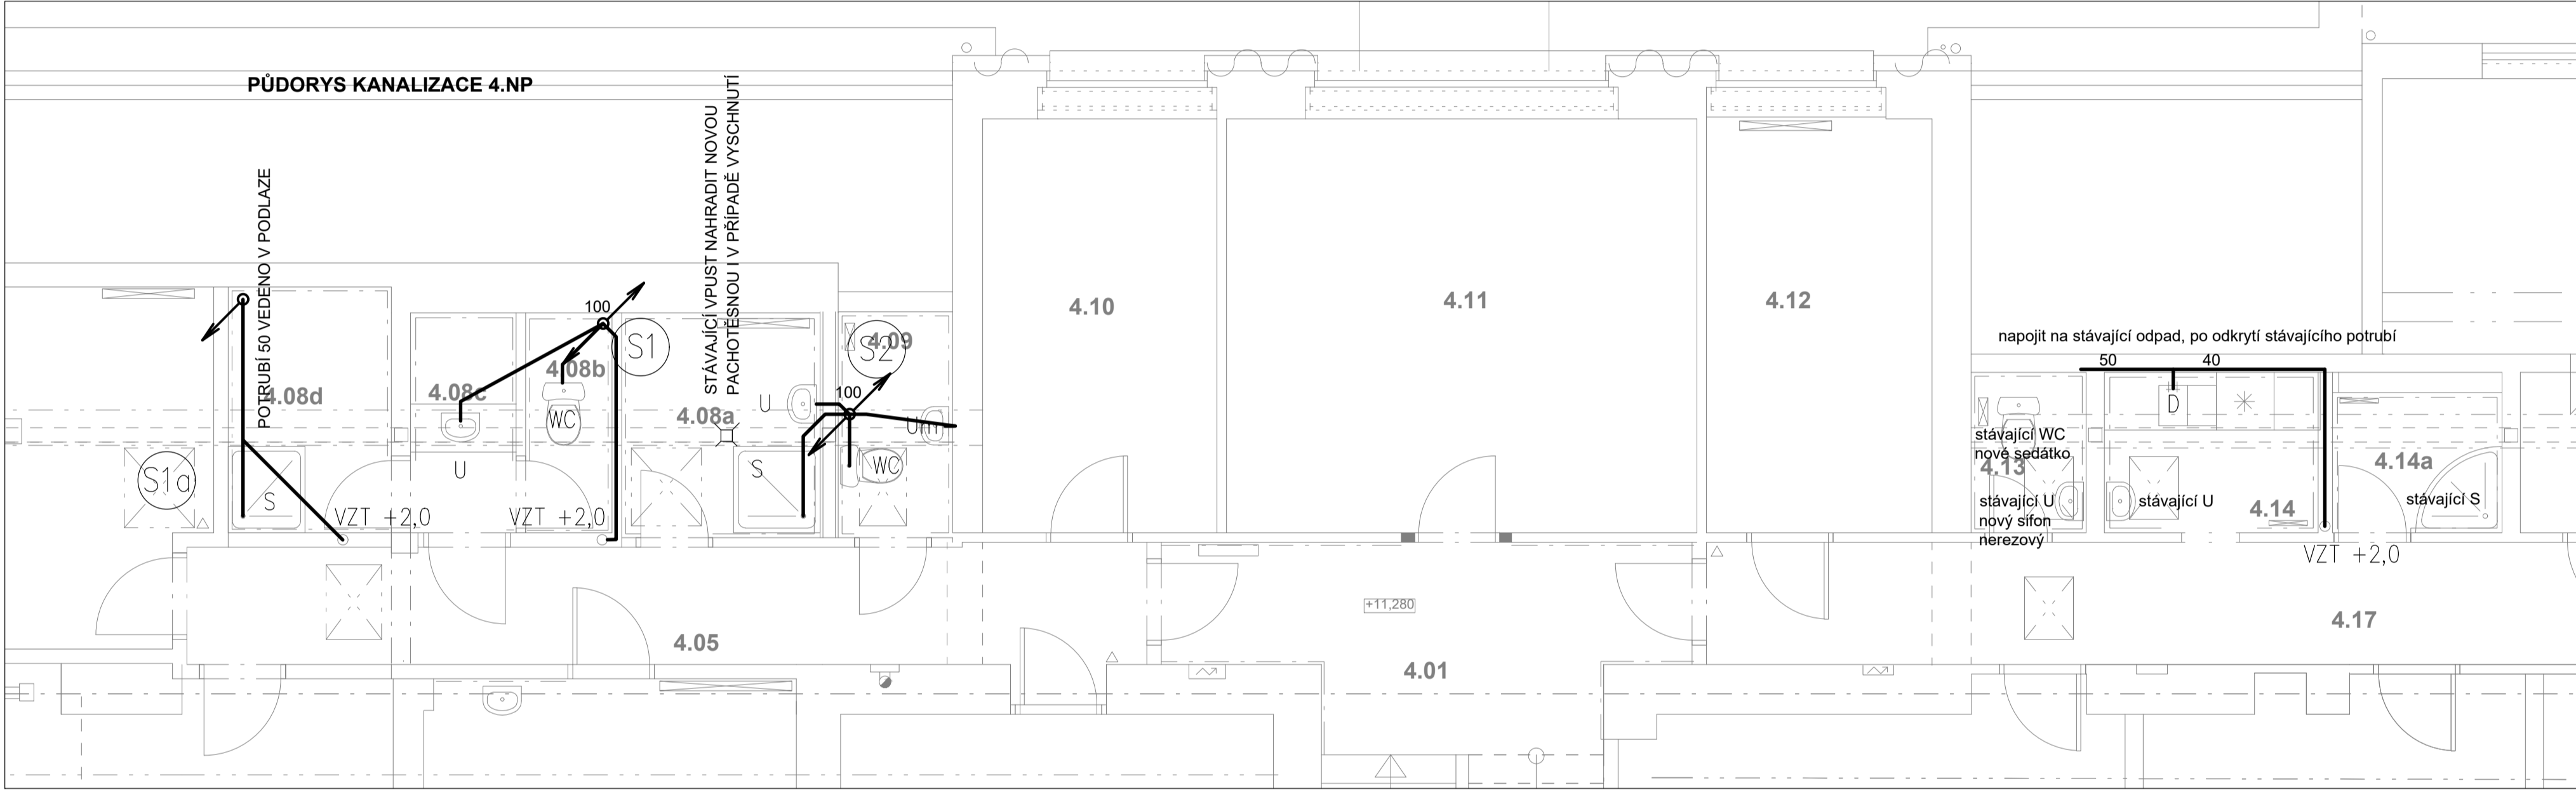 PŮDORYS KANALIZACE 4.NP
POTRUBÍ 50 VEDENO V PODLAZE
STÁVAJÍCÍ VPUST NAHRADIT NOVOU
PACHOTĚSNOU I V PŘÍPADĚ VYSCHNUTÍ
100
S1
4.08b
4.08c
4.08d
WC
U
S
S1a
VZT +2,0
VZT +2,0
4.08a
U
S
4.09
S2
100
WC
4.10
4.11
4.12
napojit na stávající odpad, po odkrytí stávajícího potrubí
50
40
D
stávající WC
nové sedátko
4.13
stávající U
nový sifon
nerezový
stávající U
4.14
4.14a
stávající S
VZT +2,0
+11,280
4.05
4.01
4.17